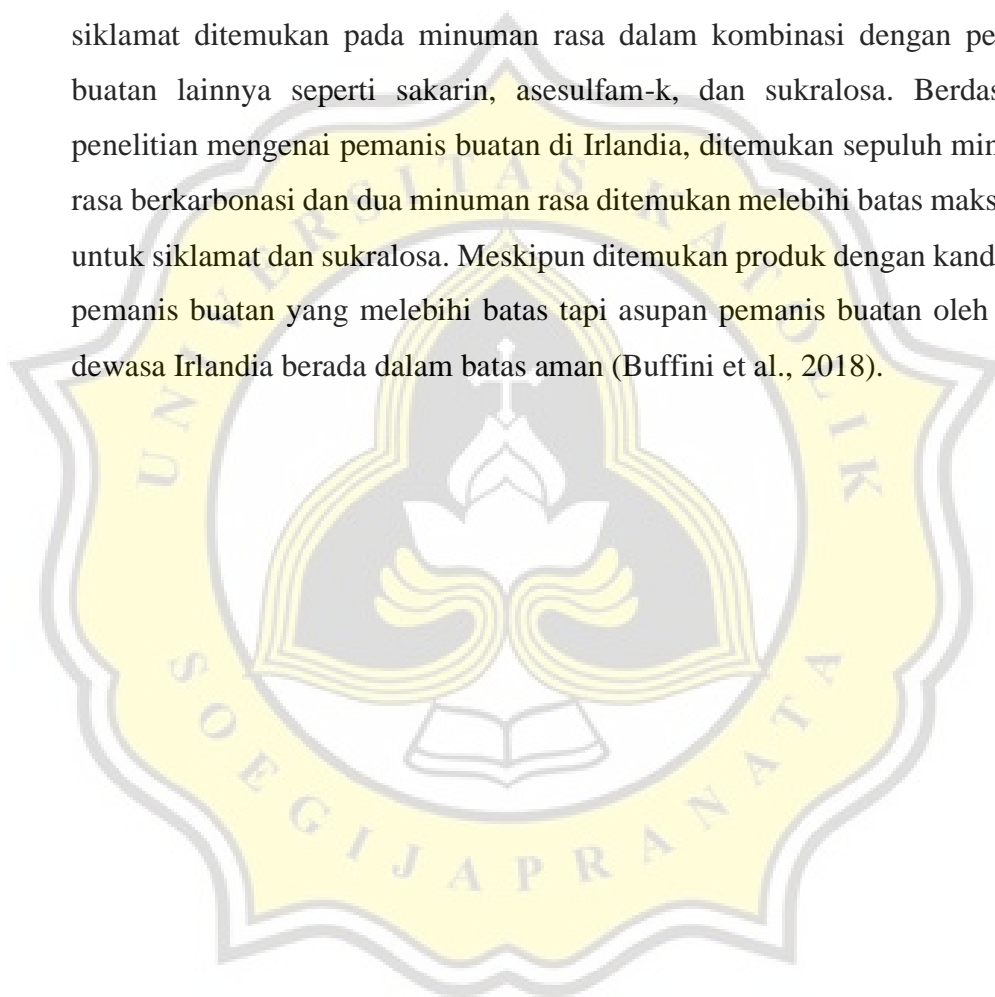 siklamat ditemukan pada minuman rasa dalam kombinasi dengan pe
buatan lainnya seperti sakarin, asesulfam-k, dan sukralosa. Berdas
penelitian mengenai pemanis buatan di Irlandia, ditemukan sepuluh min
rasa berkarbonasi dan dua minuman rasa ditemukan melebihi batas maks
untuk siklamat dan sukralosa. Meskipun ditemukan produk dengan kand
pemanis buatan yang melebihi batas tapi asupan pemanis buatan oleh
dewasa Irlandia berada dalam batas aman (Buffini et al., 2018).
UNIVERSITAS KATOLIK
SOEGIJAPRANATA